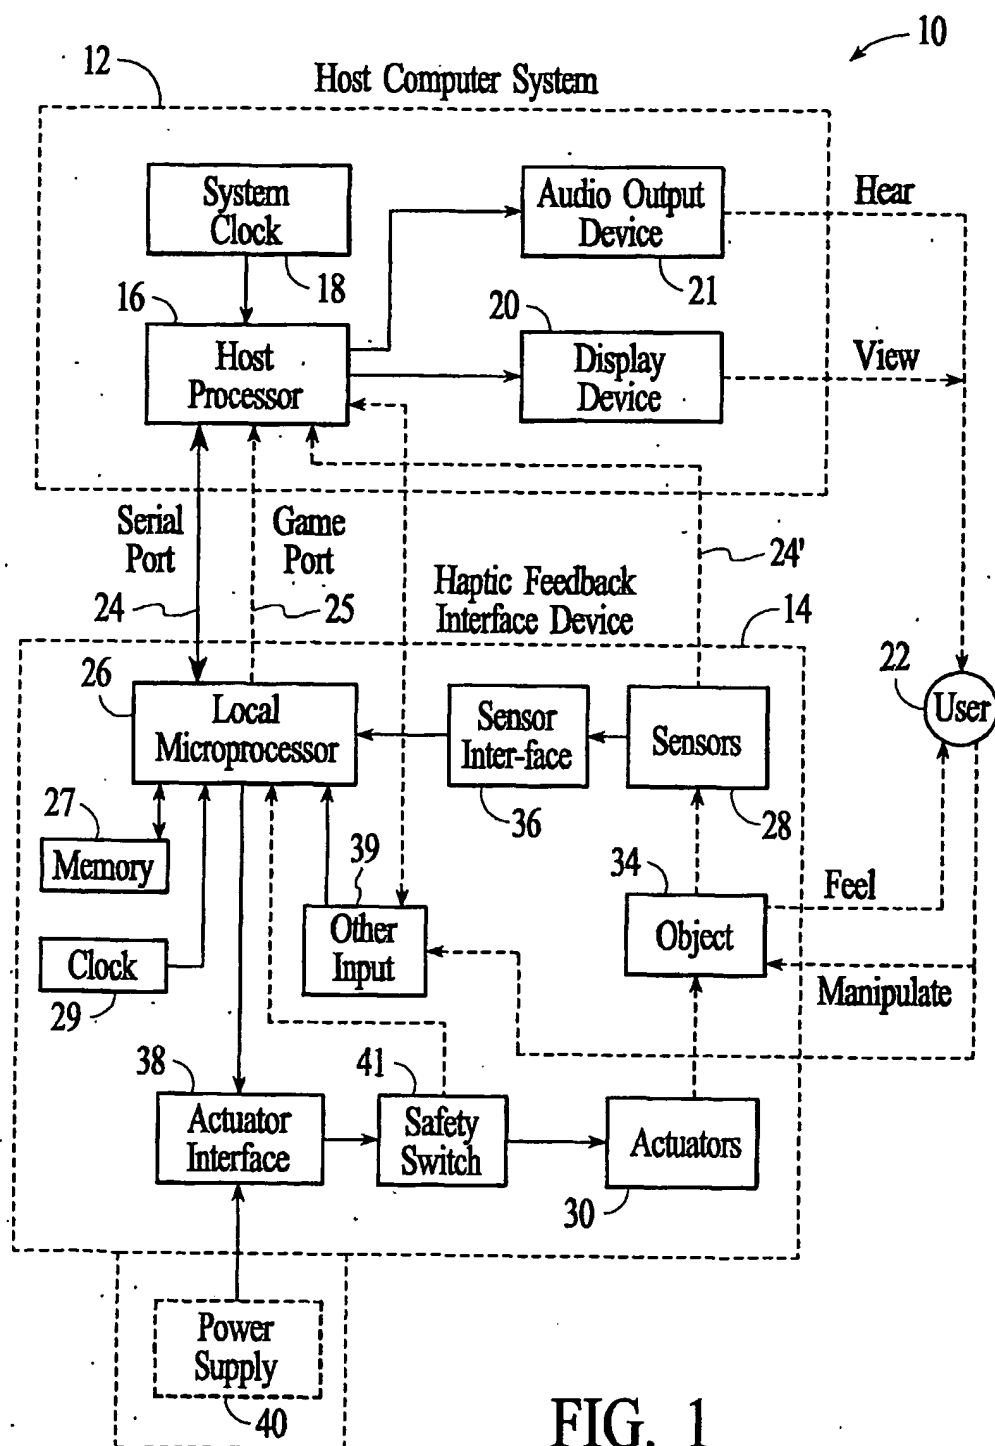 10
12
Host Computer System
System
Clock
18
Audio Output
Device
21
Hear
16
Host
Processor
20
Display
Device
View
Serial
Port
24
Game
Port
25
24'
Haptic Feedback
Interface Device
14
26
Local
Microprocessor
Sensor
Inter-face
36
Sensors
28
22
User
27
Memory
39
Other
Input
34
Object
Feel
Clock
29
Manipulate
38
Actuator
Interface
41
Safety
Switch
Actuators
30
Power
Supply
40
FIG. 1